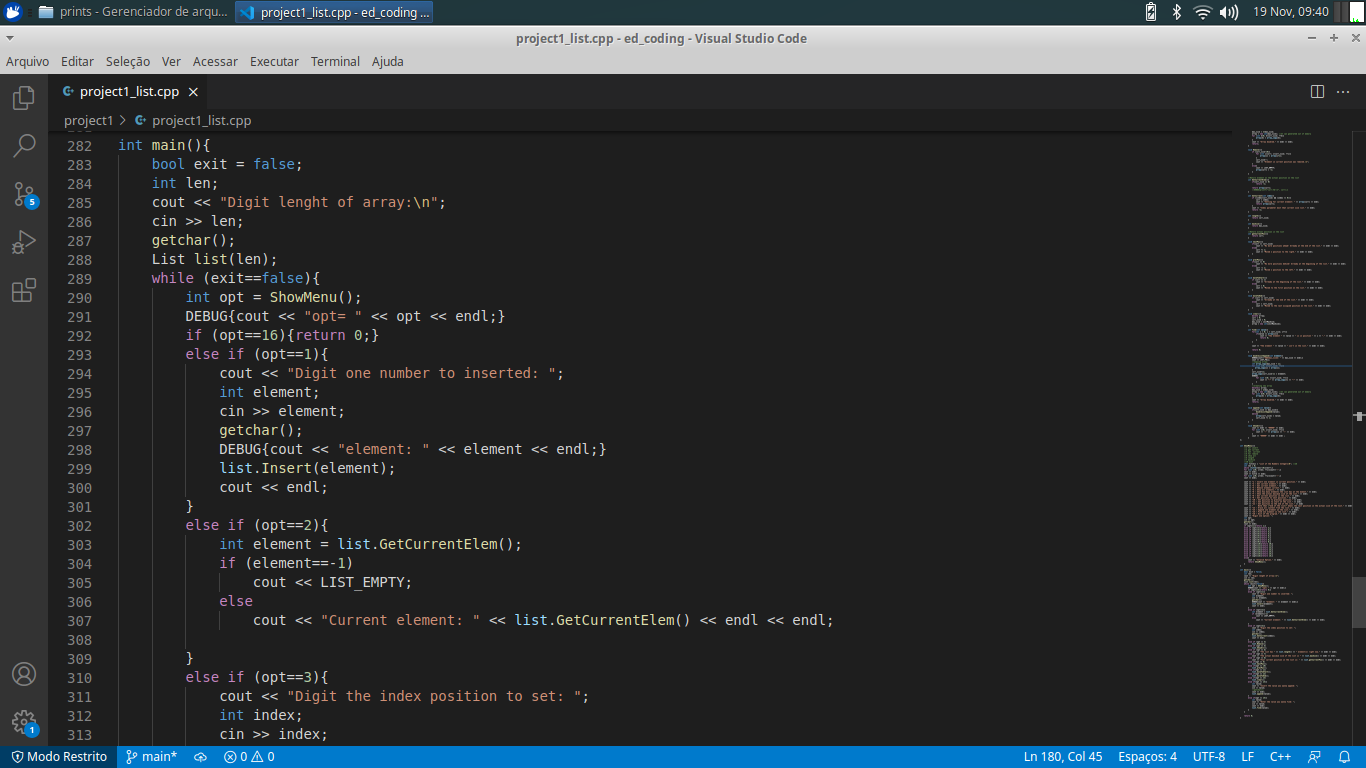 prints - Gerenciador de arqu...
project1_list.cpp - ed_coding ...
19 Nov, 09:40
project1_list.cpp - ed_coding - Visual Studio Code
Arquivo Editar Seleção Ver Acessar Executar Terminal Ajuda
project1_list.cpp
project1 > project1_list.cpp
282 int main(){
283 bool exit = false;
284 int len;
285 cout << "Digit lenght of array:\n";
286 cin >> len;
287 getchar();
288 List list(len);
289 while (exit==false){
290 int opt = ShowMenu();
291 DEBUG{cout << "opt= " << opt << endl;}
292 if (opt==16){return 0;}
293 else if (opt==1){
294 cout << "Digit one number to inserted: ";
295 int element;
296 cin >> element;
297 getchar();
298 DEBUG{cout << "element: " << element << endl;}
299 list.Insert(element);
300 cout << endl;
301 }
302 else if (opt==2){
303 int element = list.GetCurrentElem();
304 if (element==-1)
305 cout << LIST_EMPTY;
306 else
307 cout << "Current element: " << list.GetCurrentElem() << endl << endl;
308
309 }
310 else if (opt==3){
311 cout << "Digit the index position to set: ";
312 int index;
313 cin >> index;
5
1
Modo Restrito main* 0 0 Ln 180, Col 45 Espaços: 4 UTF-8 LF C++